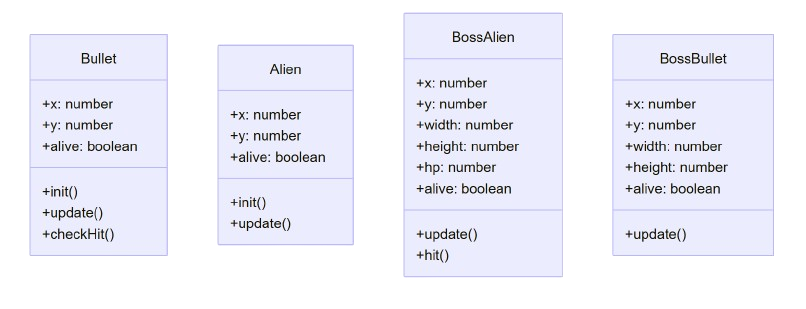 Bullet
+x: number
+y: number
+alive: boolean
+init()
+update()
+checkHit()
Alien
+x: number
+y: number
+alive: boolean
+init()
+update()
BossAlien
+x: number
+y: number
+width: number
+height: number
+hp: number
+alive: boolean
+update()
+hit()
BossBullet
+x: number
+y: number
+width: number
+height: number
+alive: boolean
+update()